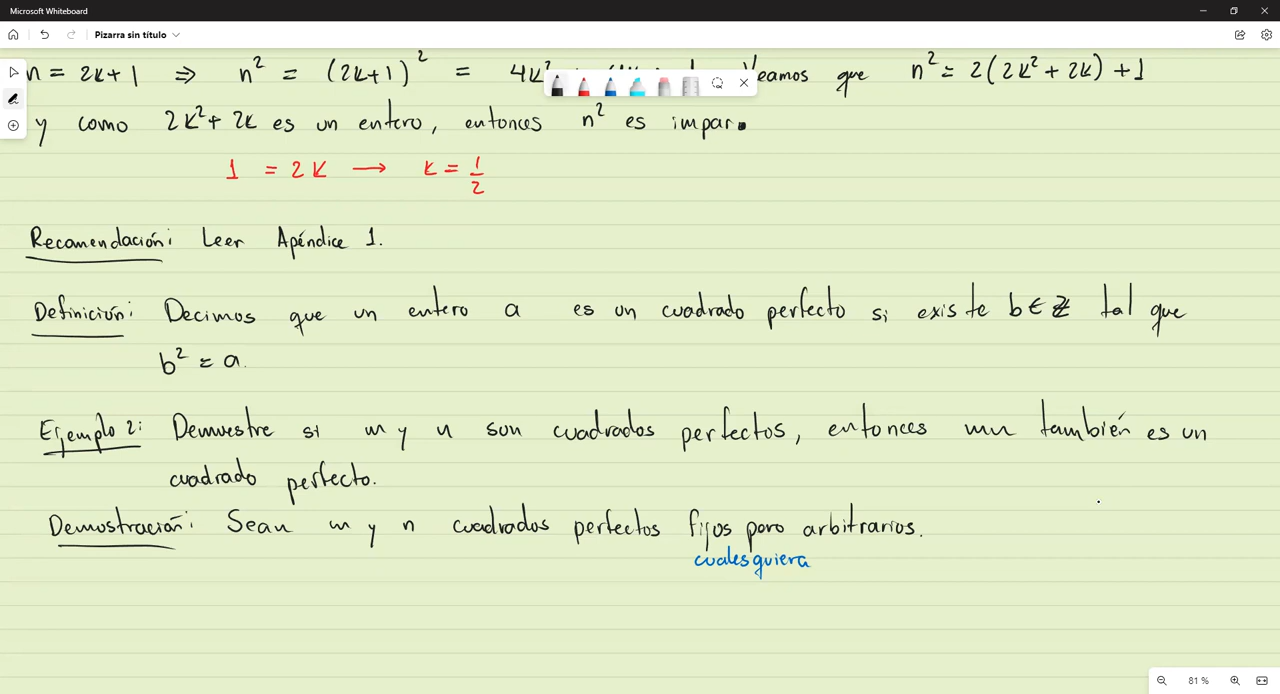 Microsoft Whiteboard
Pizarra sin título
n = 2k+1 ⇒ n² = (2k+1)² = 4k² Veamos que n² = 2(2k² + 2k) + 1
y como 2k² + 2k es un entero, entonces n² es impar.
1 = 2k → k = 1/2
Recomendación: Leer Apéndice 1.
Definición: Decimos que un entero a es un cuadrado perfecto si existe b ∈ ℤ tal que
b² = a.
Ejemplo 2: Demuestre si m y n son cuadrados perfectos, entonces mn también es un
cuadrado perfecto.
Demostración: Sean m y n cuadrados perfectos fijos pero arbitrarios.
cualesquiera
81 %